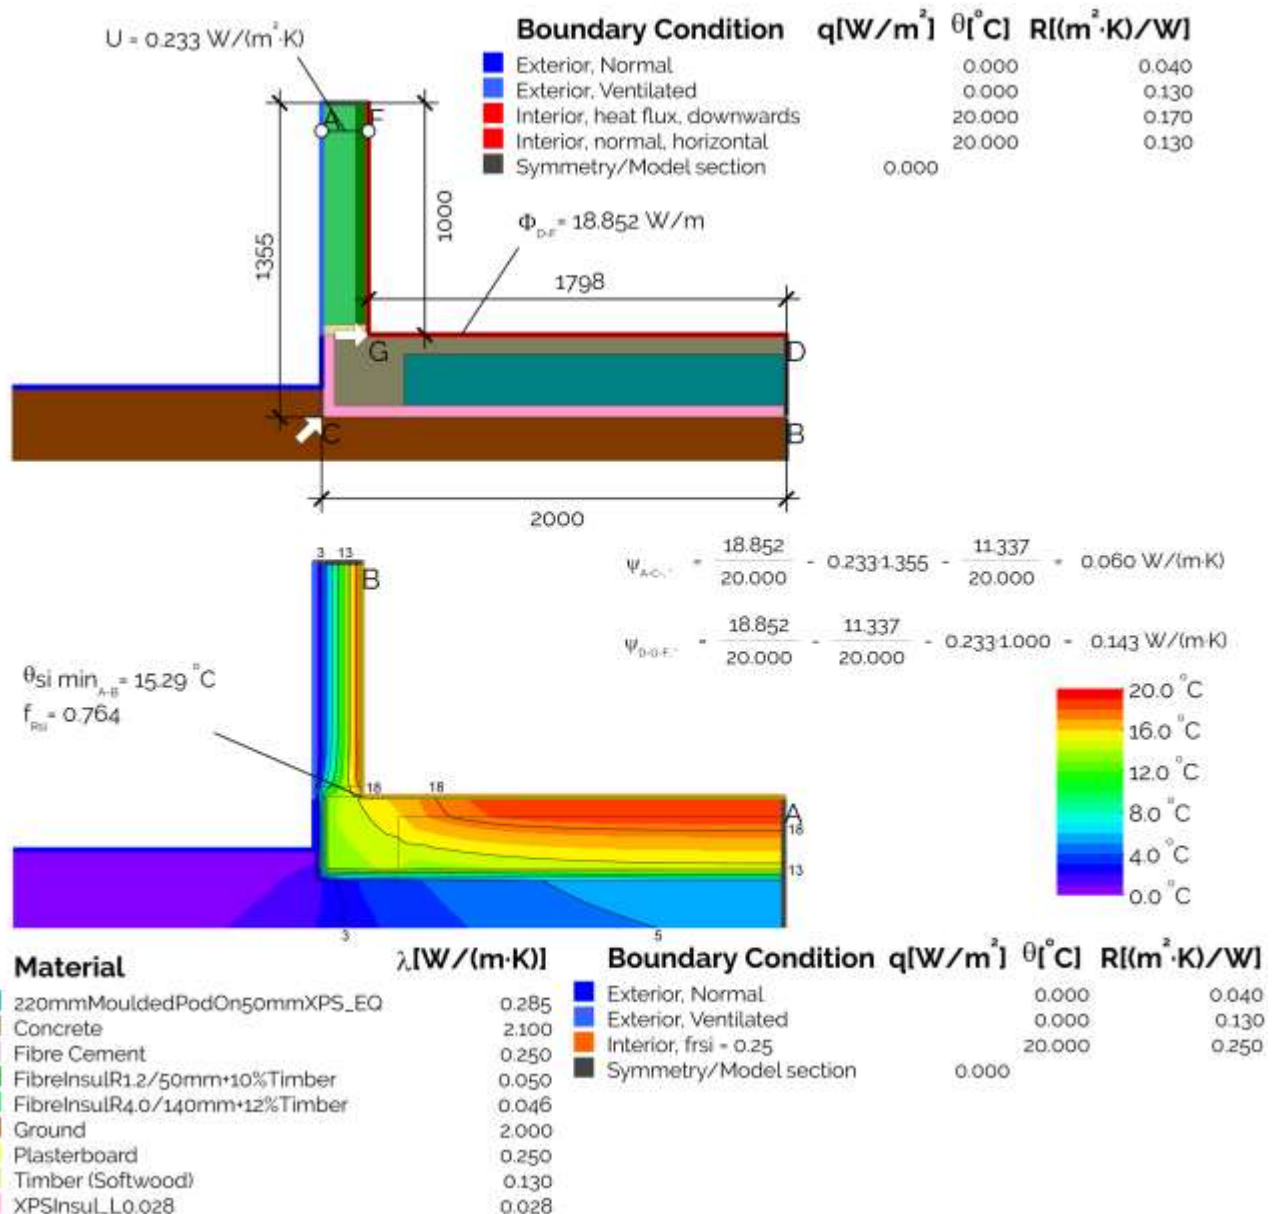 U = 0.233 W/(m²·K)
Boundary Condition q[W/m²] θ[°C] R[(m²·K)/W]
Exterior, Normal 0.000 0.040
Exterior, Ventilated 0.000 0.130
Interior, heat flux, downwards 20.000 0.170
Interior, normal, horizontal 20.000 0.130
Symmetry/Model section 0.000
A F
1355
1000
Φ D-F = 18.852 W/m
1798
G
D
C
B
2000
ψ A-C-, * = 18.852 / 20.000 - 0.233·1.355 - 11.337 / 20.000 = 0.060 W/(m·K)
ψ D-G-F, * = 18.852 / 20.000 - 11.337 / 20.000 - 0.233·1.000 = 0.143 W/(m·K)
3 13
B
θsi min A-B = 15.29 °C
fRsi = 0.764
18 18
A
18
13
3 5
20.0 °C
16.0 °C
12.0 °C
8.0 °C
4.0 °C
0.0 °C
Material λ[W/(m·K)]
220mmMouldedPodOn50mmXPS_EQ 0.285
Concrete 2.100
Fibre Cement 0.250
FibreInsulR1.2/50mm+10%Timber 0.050
FibreInsulR4.0/140mm+12%Timber 0.046
Ground 2.000
Plasterboard 0.250
Timber (Softwood) 0.130
XPSInsul_L0.028 0.028
Boundary Condition q[W/m²] θ[°C] R[(m²·K)/W]
Exterior, Normal 0.000 0.040
Exterior, Ventilated 0.000 0.130
Interior, frsi = 0.25 20.000 0.250
Symmetry/Model section 0.000